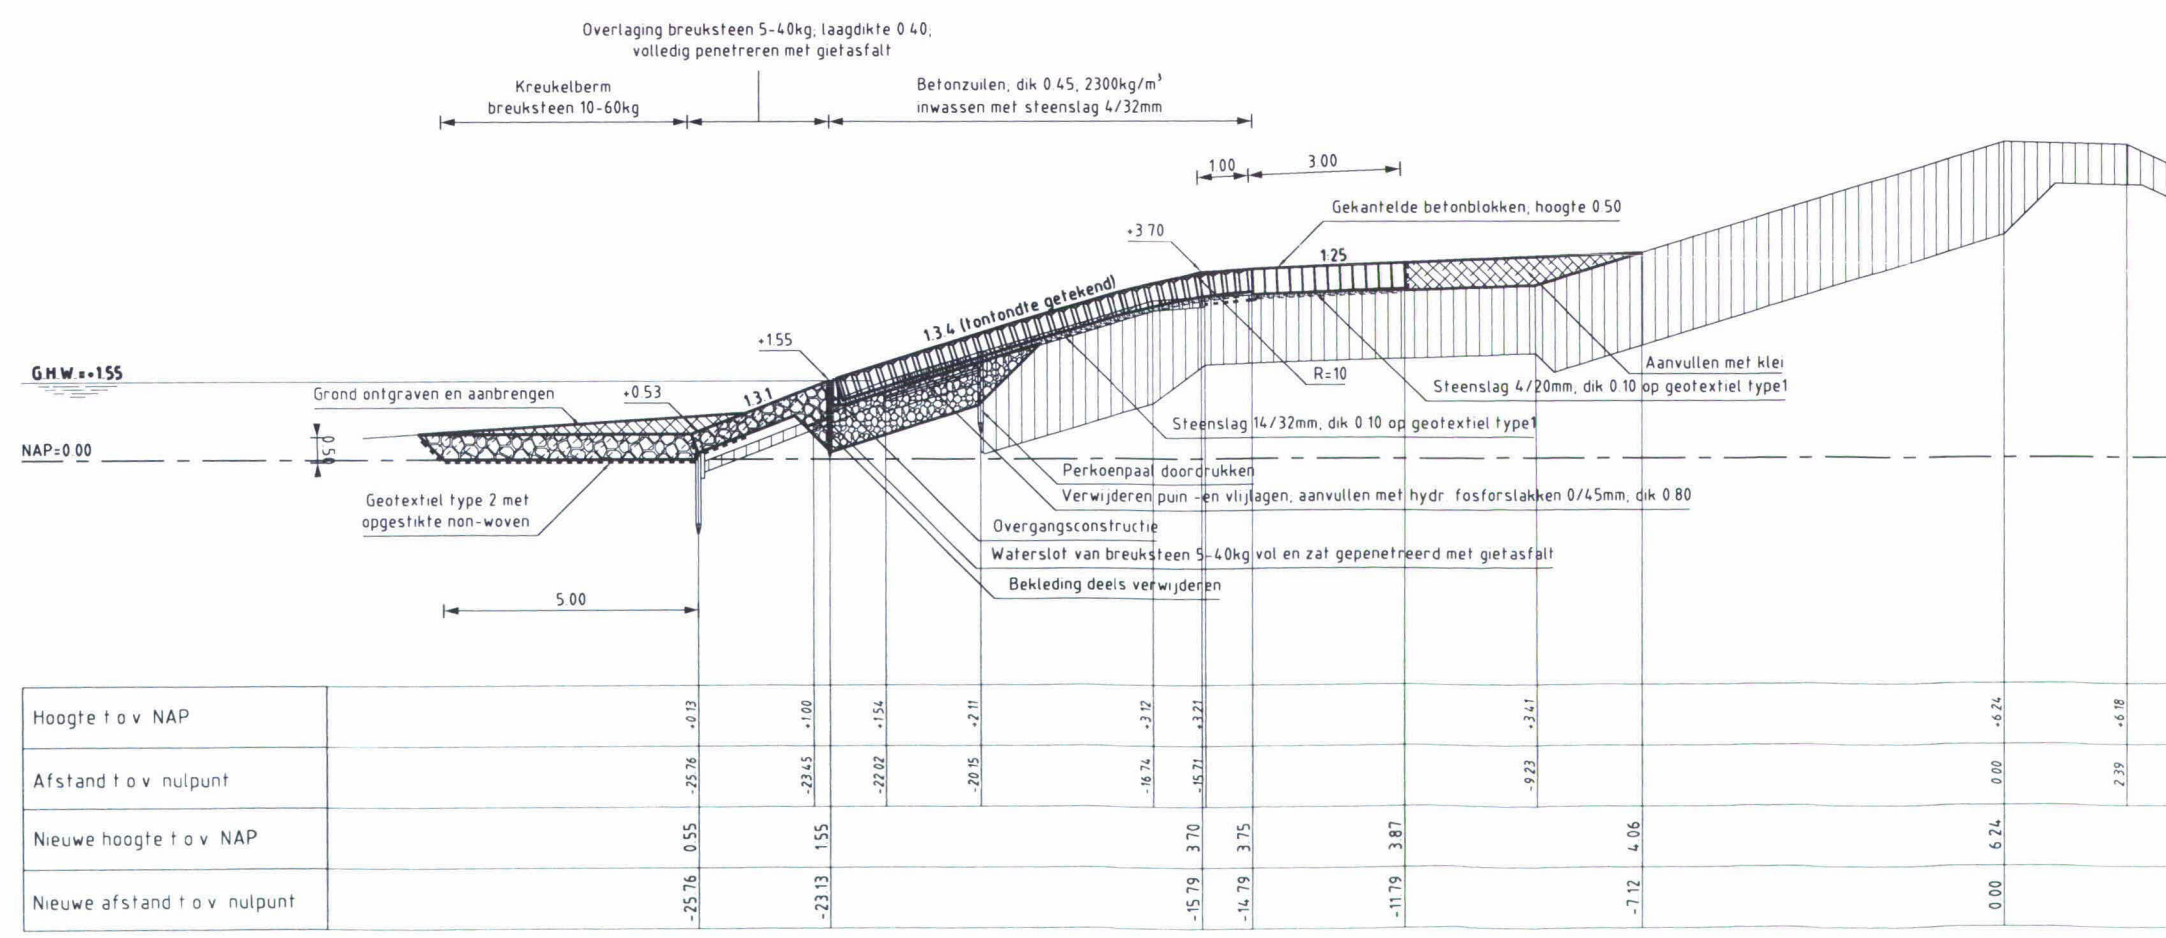 Overlaging breuksteen 5-40kg, laagdikte 0 40,
volledig penetreren met gietasfalt
Kreukelberm
breuksteen 10-60kg
Betonzuilen, dik 0.45, 2300kg/m³
inwassen met steenslag 4/32mm
1.00
3.00
Gekantelde betonblokken, hoogte 0.50
+3 70
1:25
1.3.4 (tontondte getekend)
+1.55
G.H.W.=+1.55
Grond ontgraven en aanbrengen
+0.53
1.3.1
0.50
NAP=0.00
R=10
Aanvullen met klei
Steenslag 4/20mm, dik 0.10 op geotextiel type1
Steenslag 14/32mm, dik 0.10 op geotextiel type1
Perkoenpaal doordrukken
Verwijderen puin -en vlijlagen, aanvullen met hydr fosforslakken 0/45mm, dik 0.80
Geotextiel type 2 met
opgestikte non-woven
Overgangsconstructie
Waterslot van breuksteen 5-40kg vol en zat gepenetreerd met gietasfalt
Bekleding deels verwijderen
5.00
Hoogte t o v NAP +0.13 +1.00 +1.54 +2.11 +3.12 +3.21 +3.41 +6.24 +6.18
Afstand t o v nulpunt -25.76 -23.45 -22.02 -20.15 -16.74 -15.71 -9.23 0.00 2.39
Nieuwe hoogte t o v NAP 0.55 1.55 3.70 3.75 3.87 4.06 6.24
Nieuwe afstand t o v nulpunt -25.76 -23.13 -15.79 -14.79 -11.79 -7.12 0.00